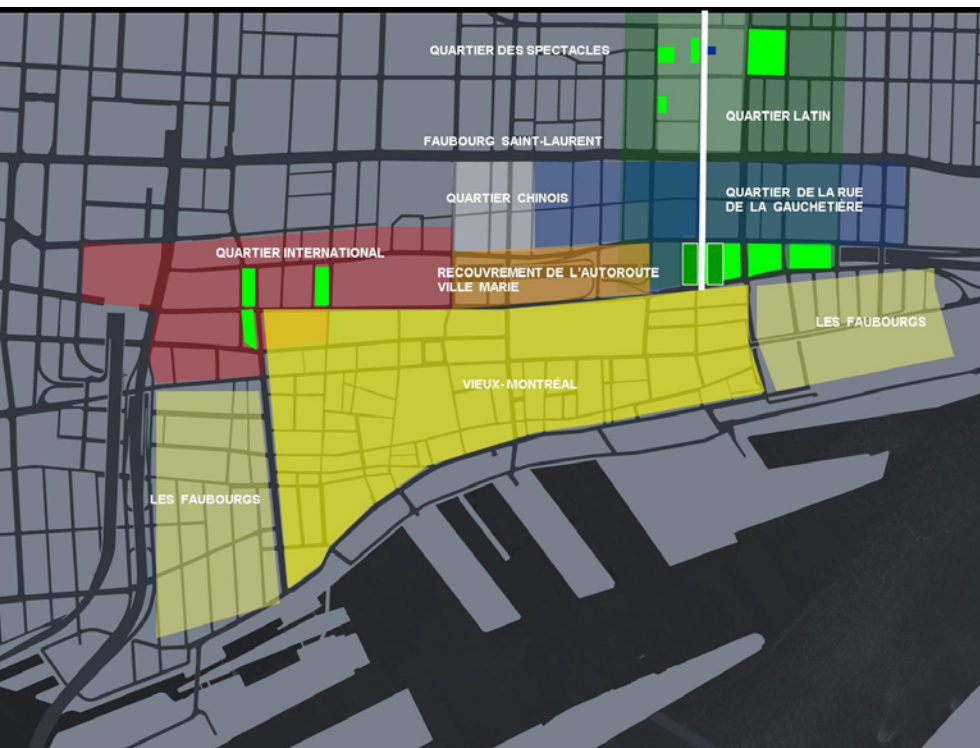 QUARTIER DES SPECTACLES
QUARTIER LATIN
FAUBOURG SAINT-LAURENT
QUARTIER CHINOIS
QUARTIER DE LA RUE
DE LA GAUCHETIÈRE
QUARTIER INTERNATIONAL
RECOUVREMENT DE L'AUTOROUTE
VILLE MARIE
LES FAUBOURGS
VIEUX-MONTRÉAL
LES FAUBOURGS